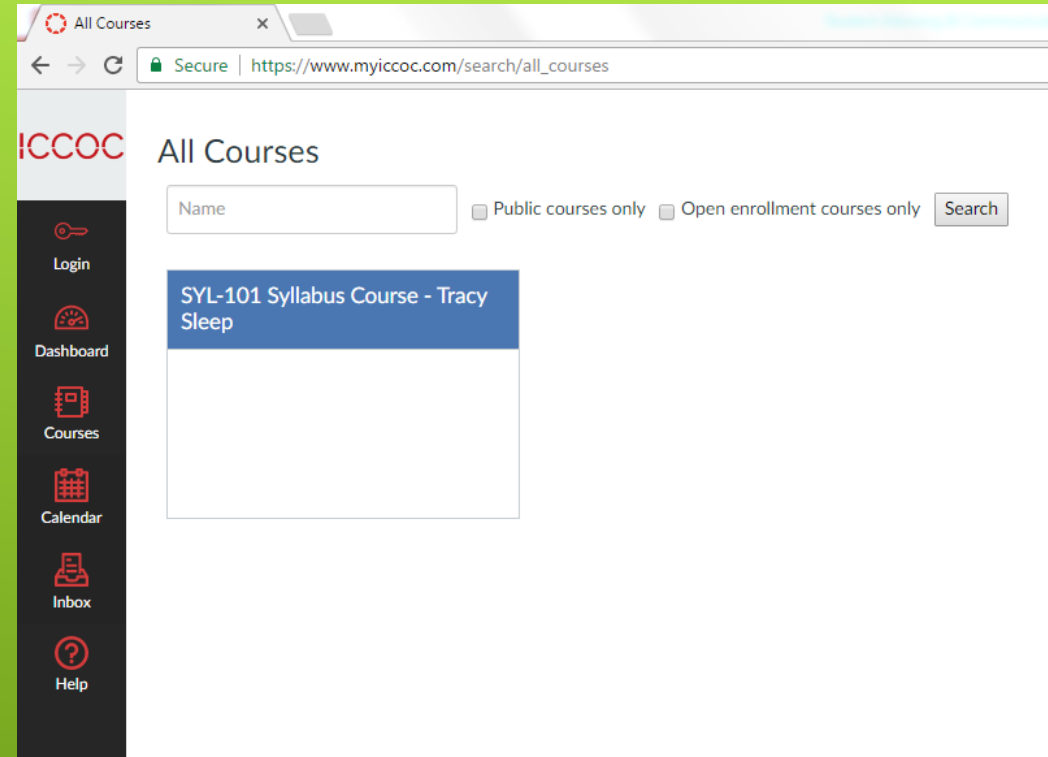 All Courses
Secure | https://www.myiccoc.com/search/all_courses
ICCOC
All Courses
Name
Public courses only
Open enrollment courses only
Search
Login
SYL-101 Syllabus Course - Tracy
Sleep
Dashboard
Courses
Calendar
Inbox
Help